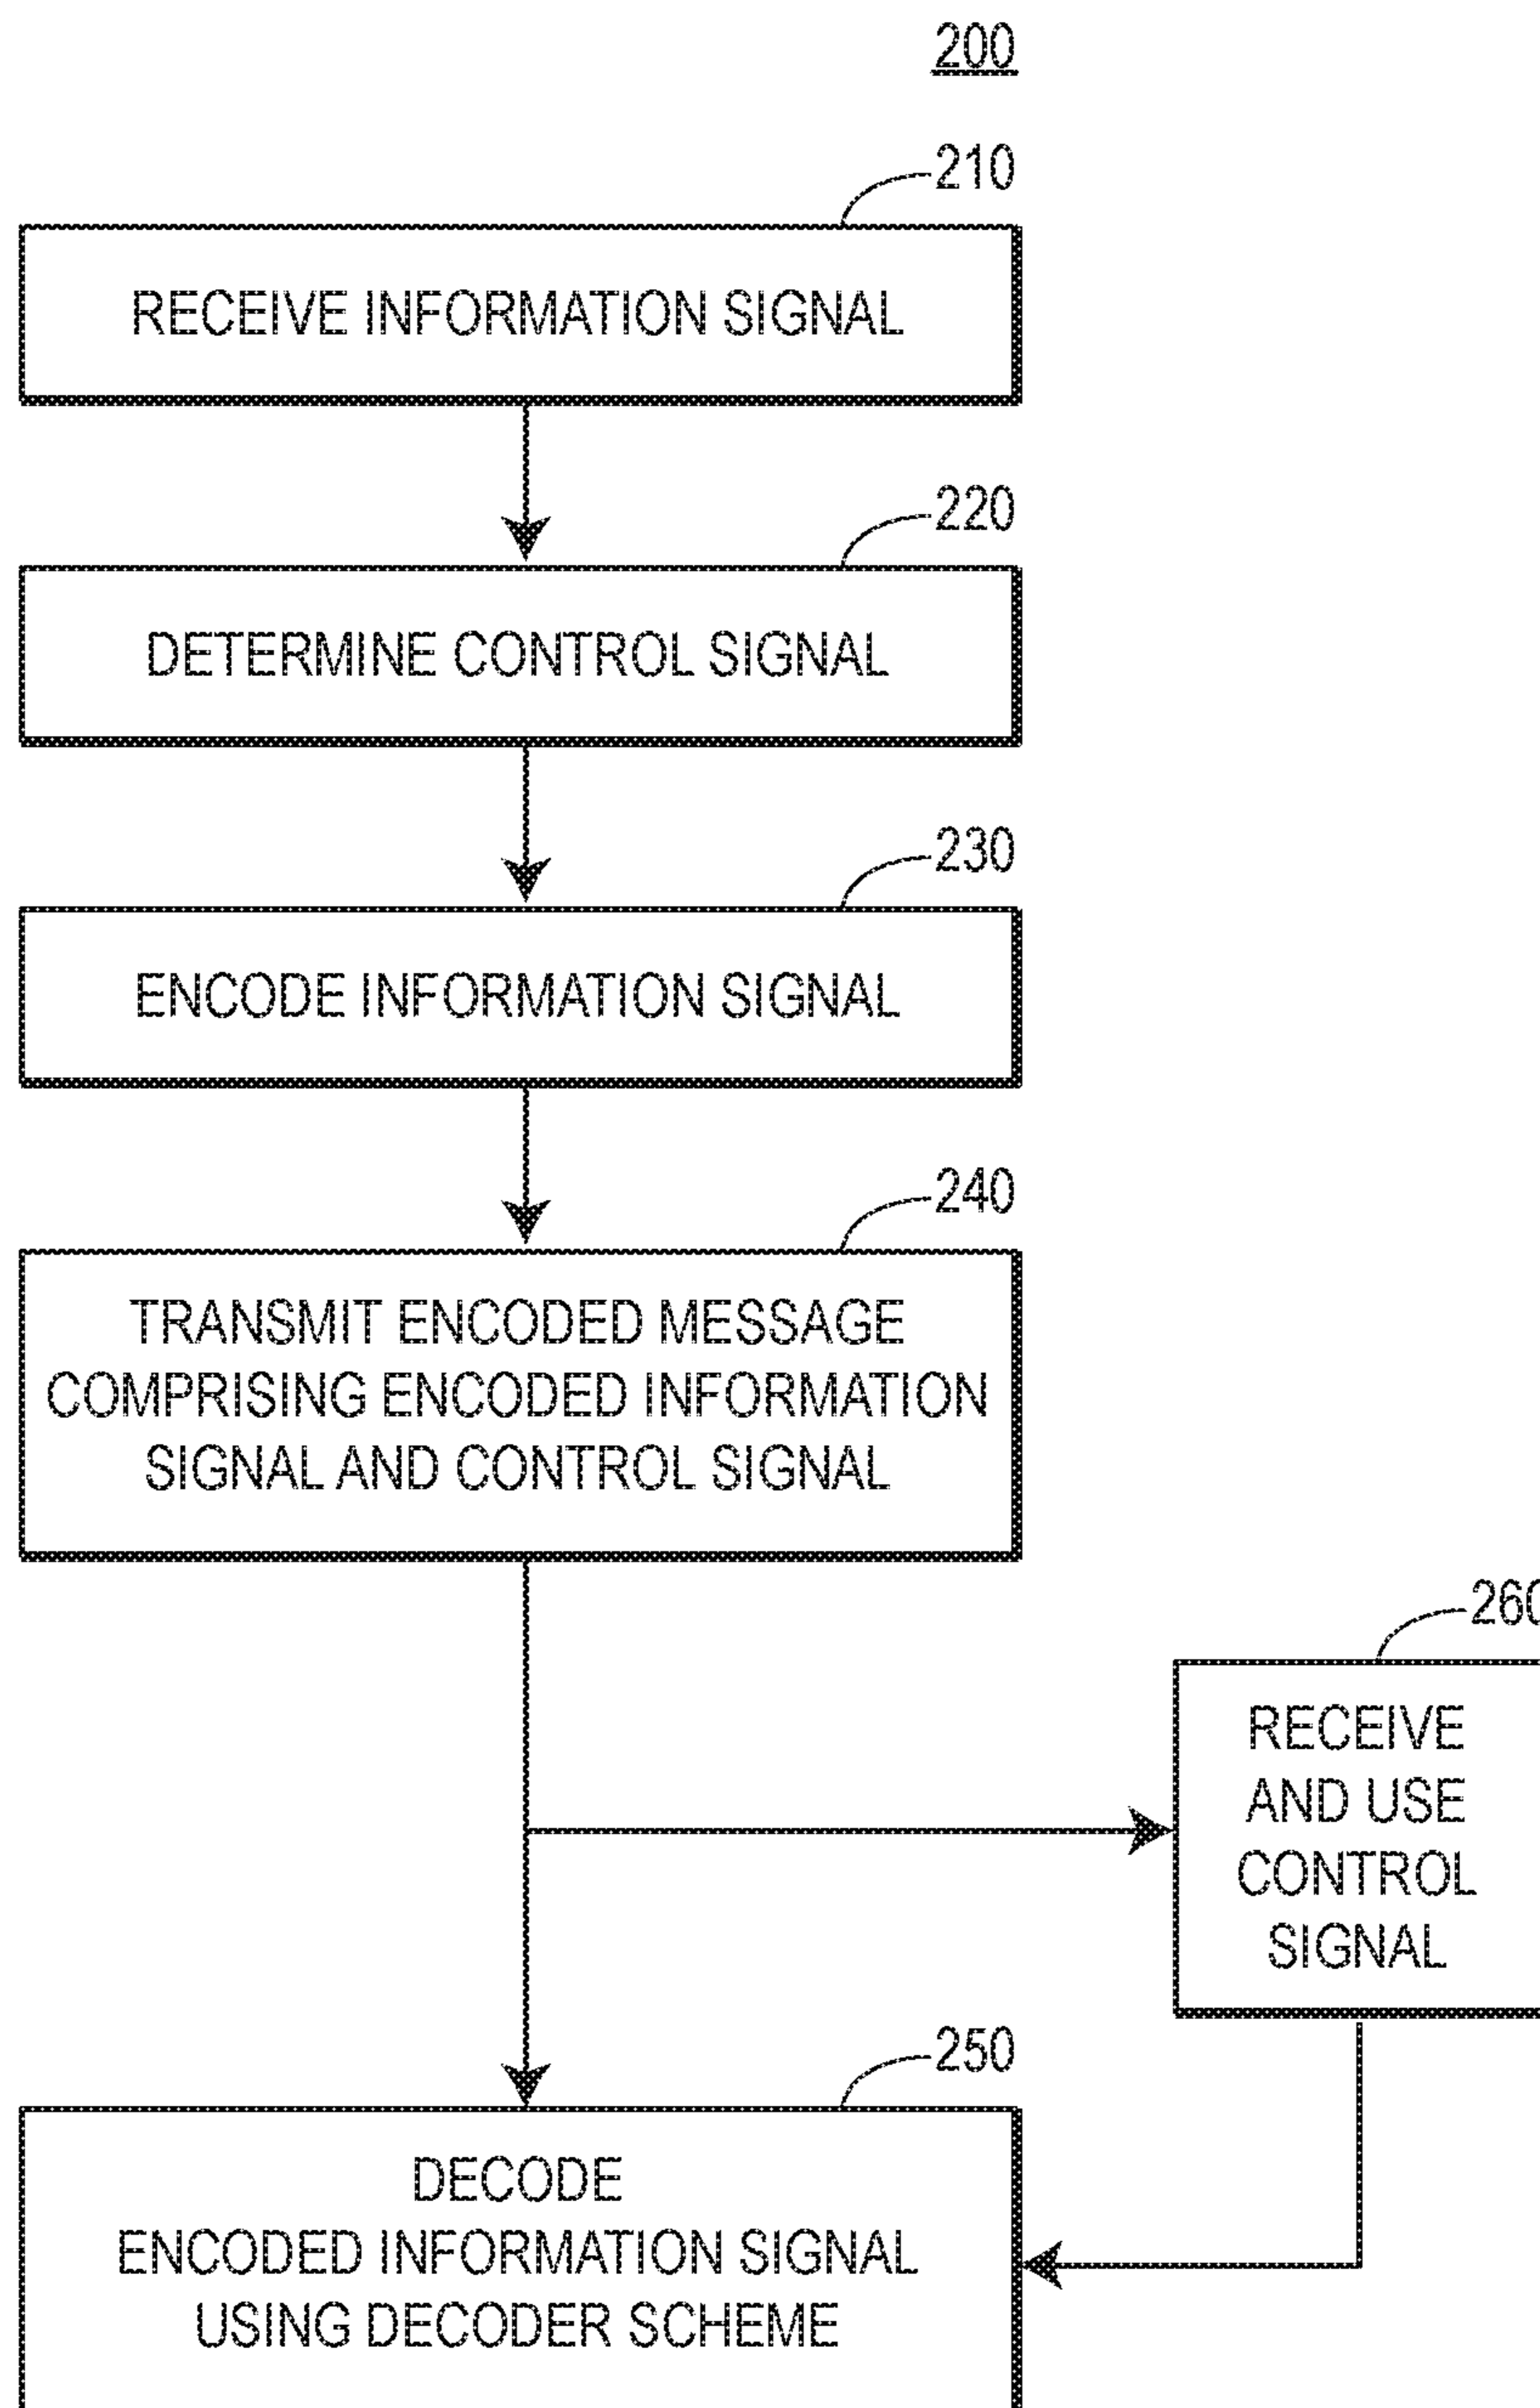 200
210
RECEIVE INFORMATION SIGNAL
220
DETERMINE CONTROL SIGNAL
230
ENCODE INFORMATION SIGNAL
240
TRANSMIT ENCODED MESSAGE
COMPRISING ENCODED INFORMATION
SIGNAL AND CONTROL SIGNAL
260
RECEIVE
AND USE
CONTROL
SIGNAL
250
DECODE
ENCODED INFORMATION SIGNAL
USING DECODER SCHEME